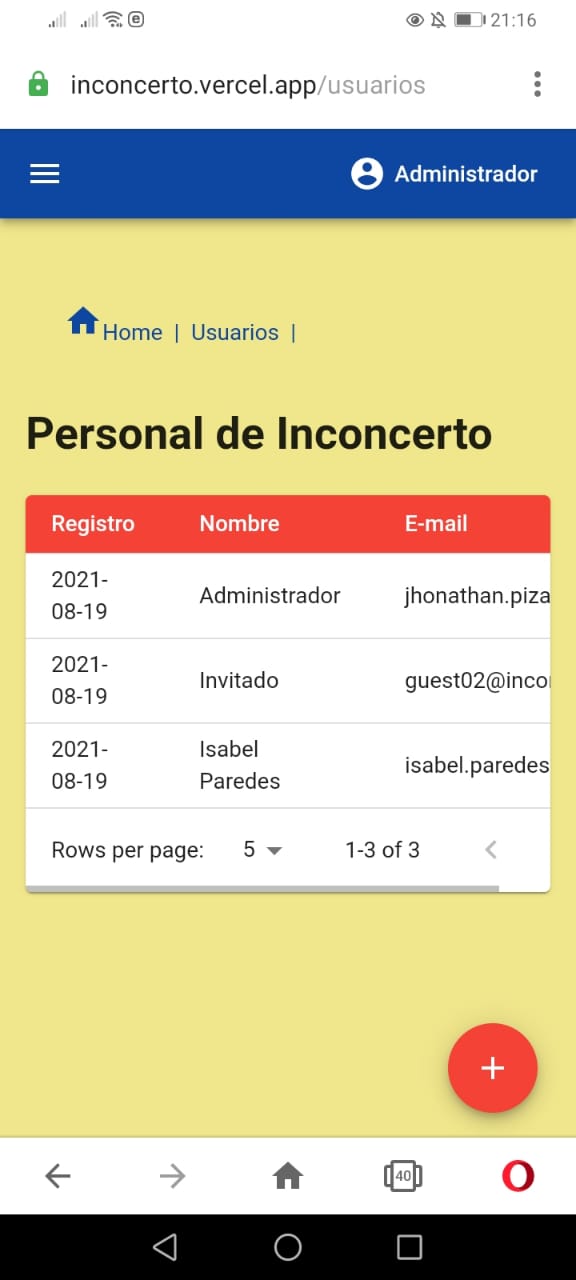 21:16
inconcerto.vercel.app/usuarios
Administrador
Home | Usuarios |
Personal de Inconcerto
Registro Nombre E-mail
2021-
08-19
Administrador
jhonathan.piza
2021-
08-19
Invitado
guest02@inco
2021-
08-19
Isabel
Paredes
isabel.paredes
Rows per page: 5 1-3 of 3
40